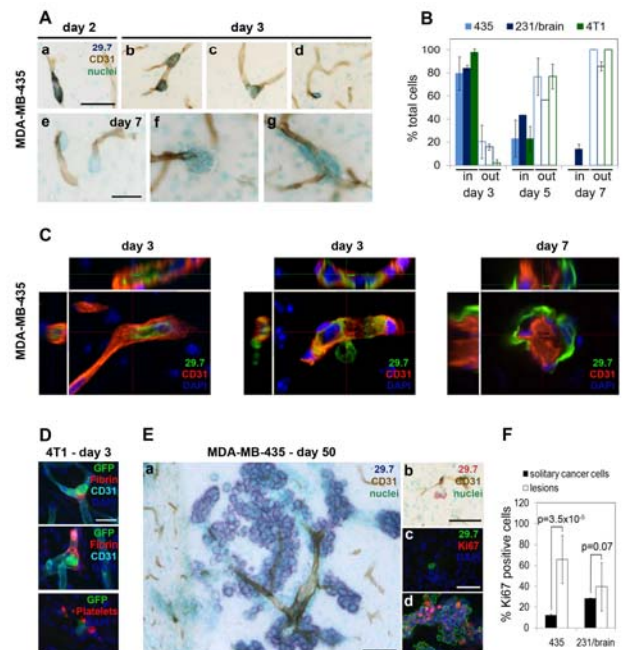 A
day 2
day 3
a
b
c
d
29.7
CD31
nuclei
MDA-MB-435
e
day 7
f
g
B
435
231/brain
4T1
% total cells
100
80
60
40
20
0
in out
in out
in out
day 3
day 5
day 7
C
day 3
day 3
day 7
MDA-MB-435
29.7
CD31
DAPI
29.7
CD31
DAPI
29.7
CD31
DAPI
D
4T1 - day 3
GFP
Fibrin
CD31
DAPI
GFP
Fibrin
CD31
GFP
Platelets
DAPI
E
MDA-MB-435 - day 50
a
29.7
CD31
nuclei
b
29.7
CD31
nuclei
c
29.7
Ki67
DAPI
d
F
solitary cancer cells
lesions
% Ki67 positive cells
100
80
60
40
20
0
p=0.07
435
231/brain